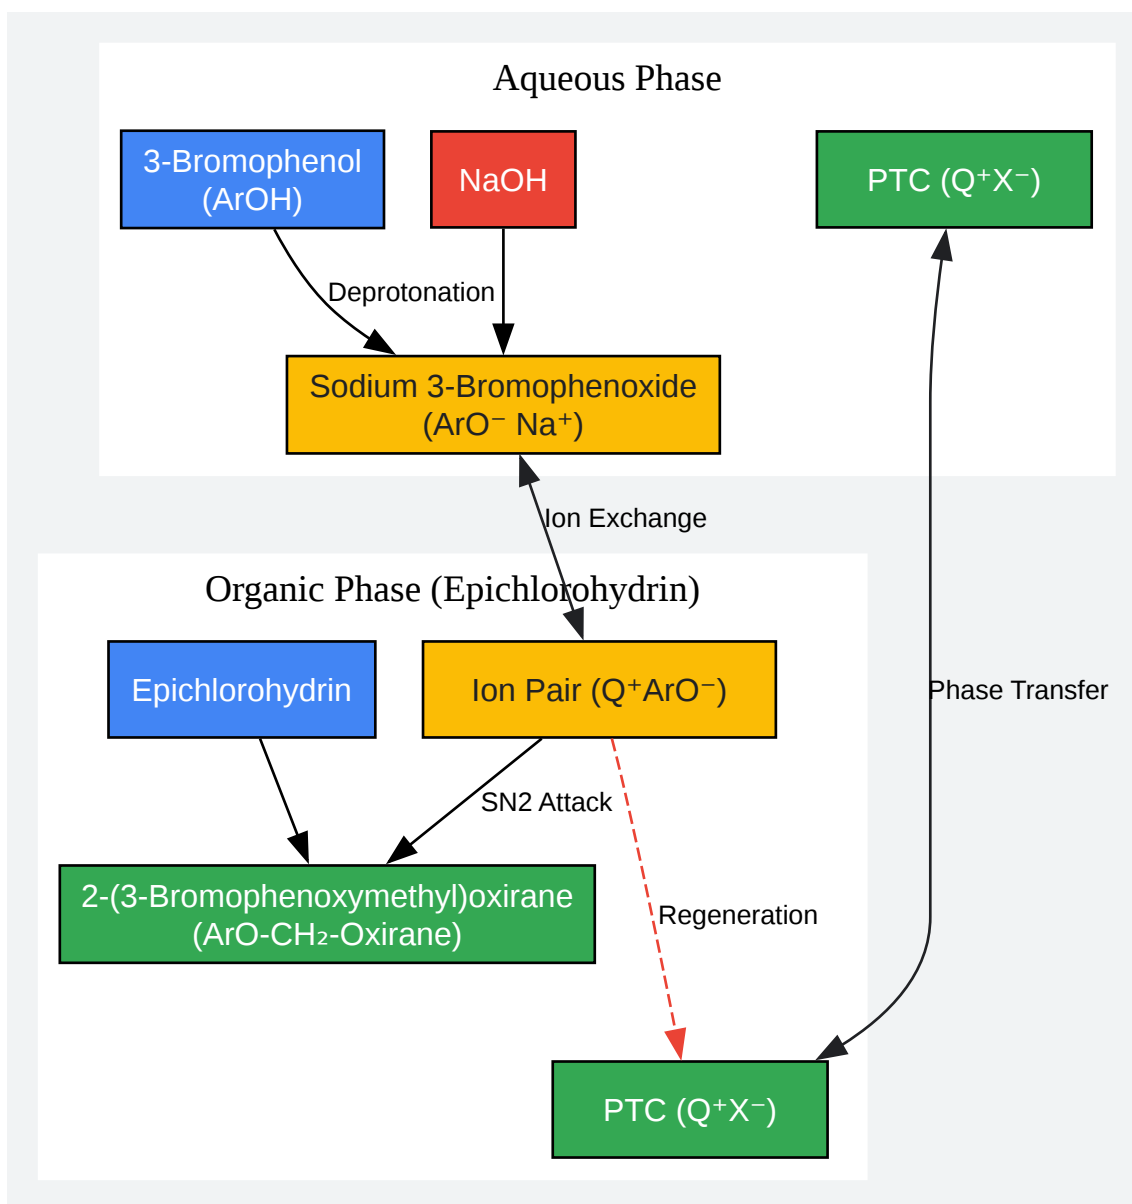 Aqueous Phase
3-Bromophenol
(ArOH)
NaOH
PTC (Q⁺X⁻)
Deprotonation
Sodium 3-Bromophenoxide
(ArO⁻ Na⁺)
Ion Exchange
Organic Phase (Epichlorohydrin)
Epichlorohydrin
Ion Pair (Q⁺ArO⁻)
Phase Transfer
SN2 Attack
2-(3-Bromophenoxymethyl)oxirane
(ArO-CH₂-Oxirane)
Regeneration
PTC (Q⁺X⁻)